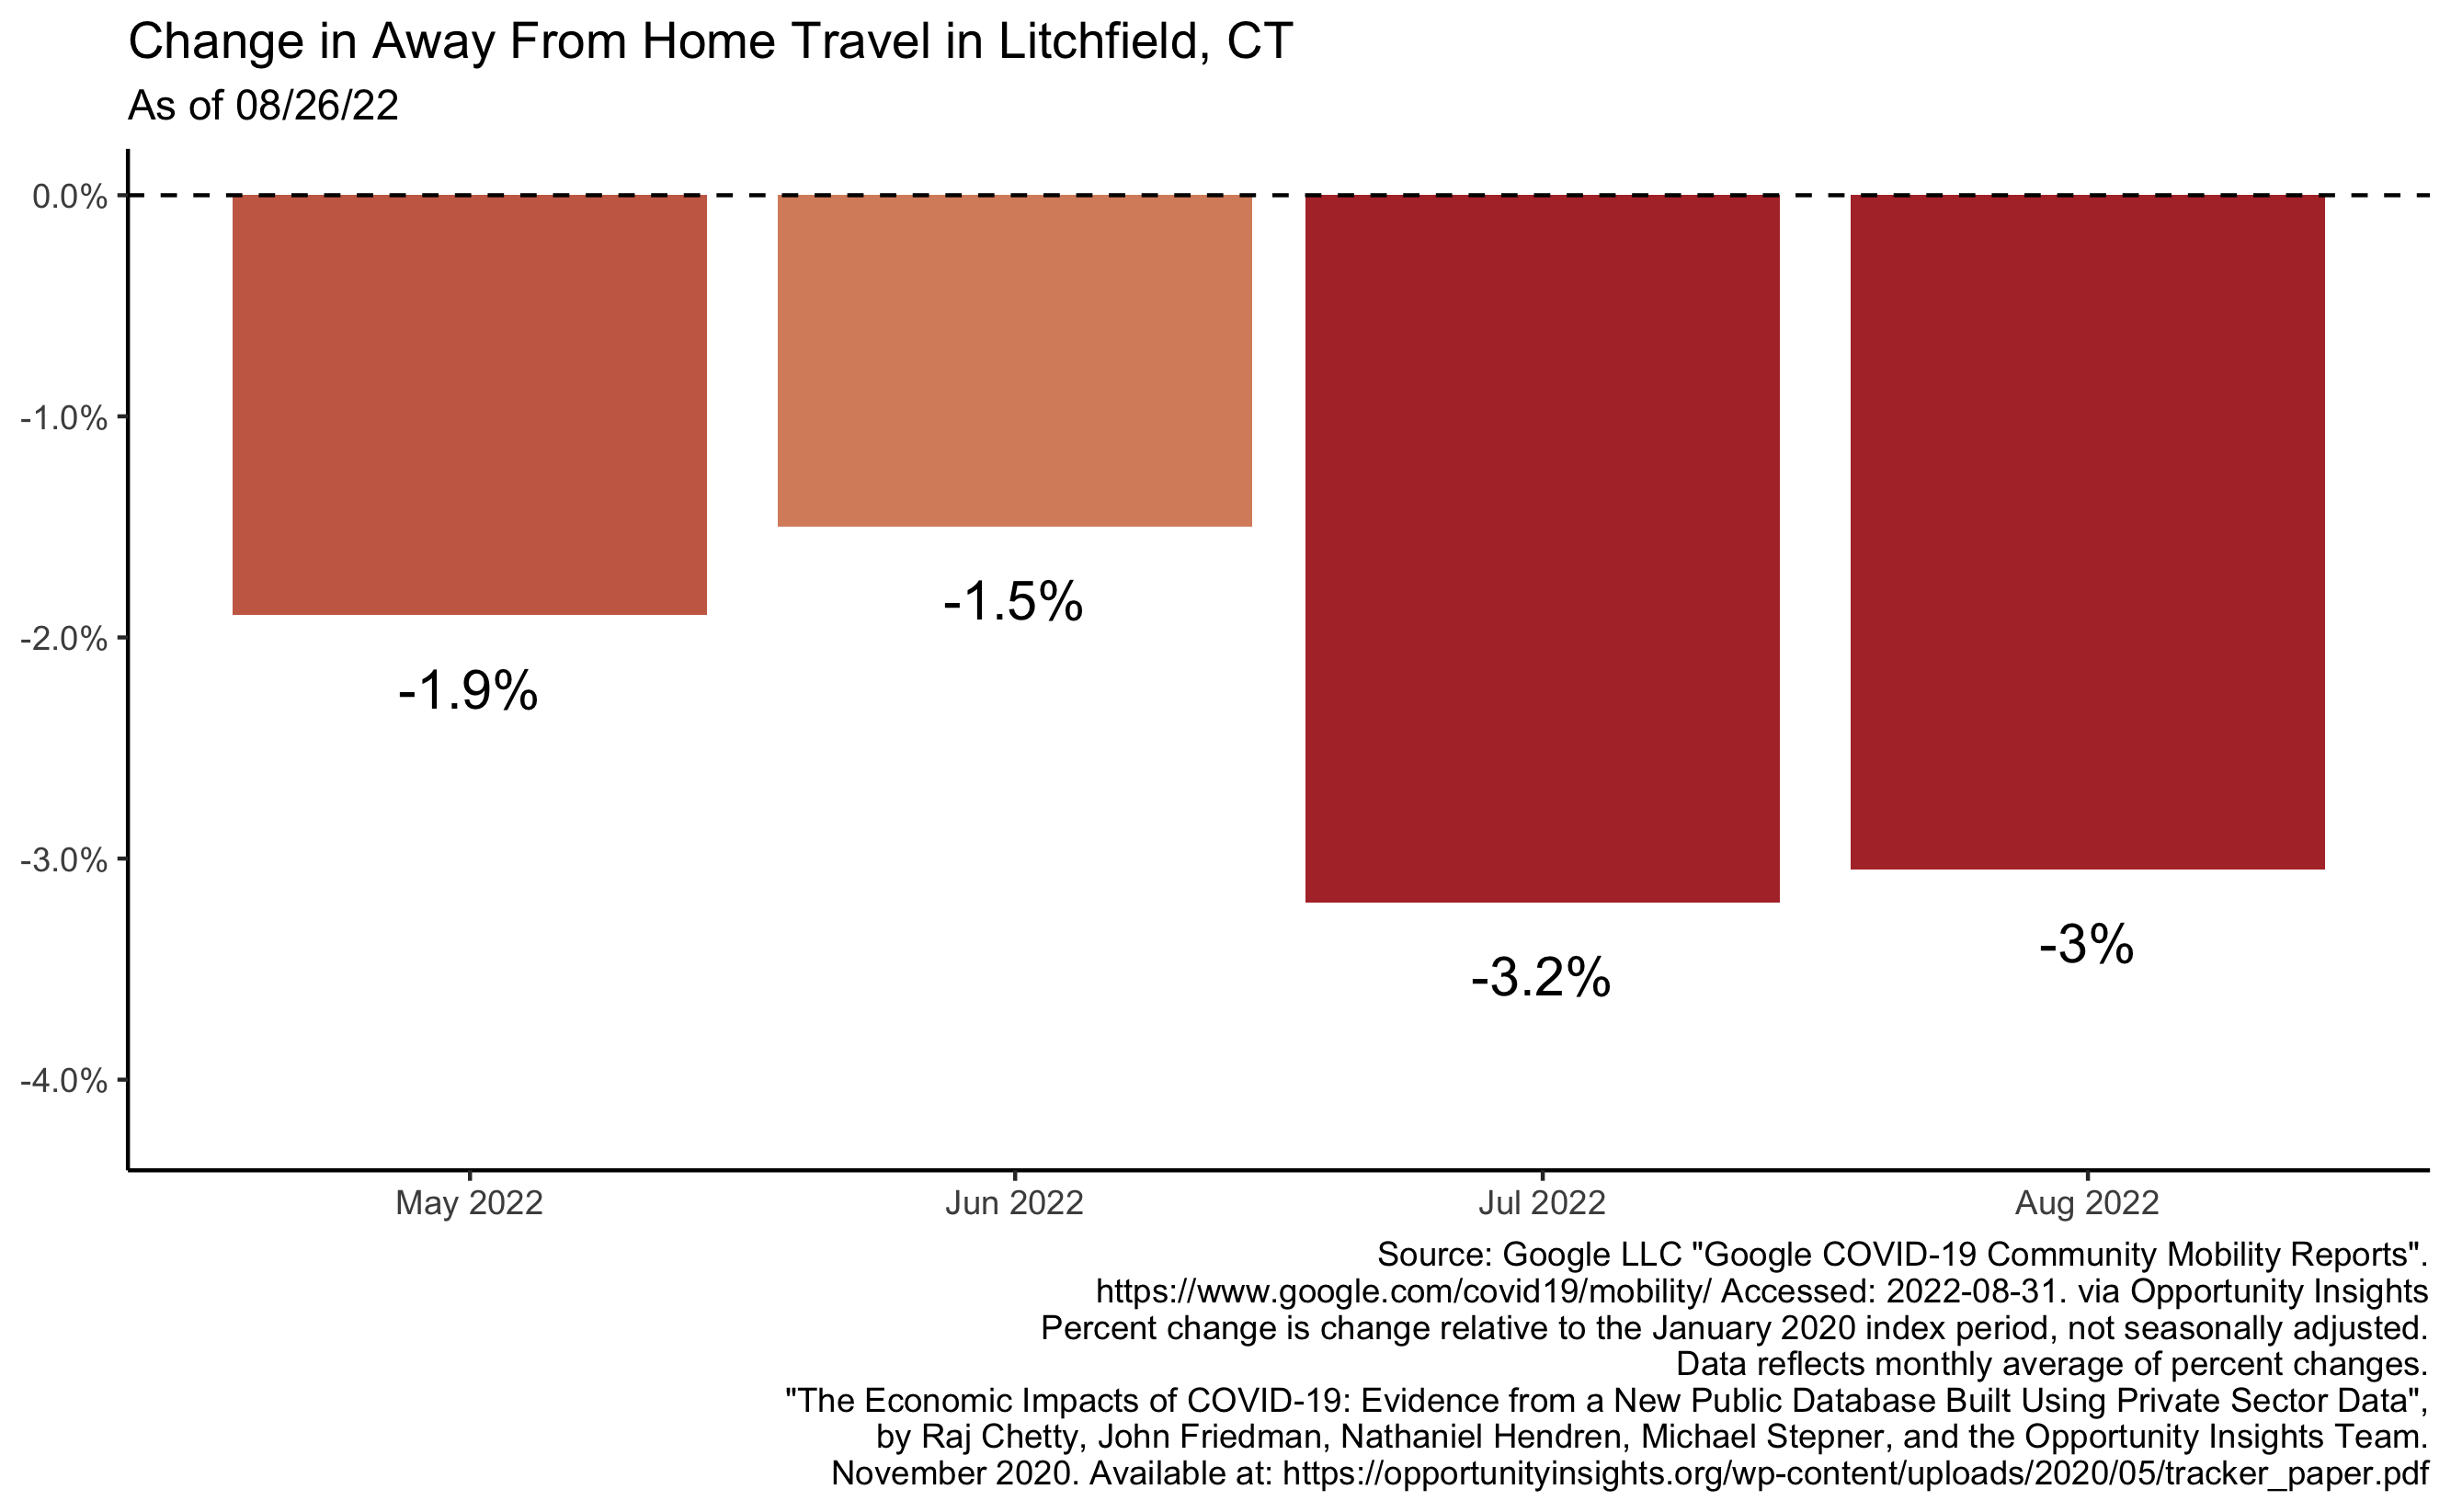 Change in Away From Home Travel in Litchfield, CT
As of 08/26/22
0.0%
-1.0%
-2.0%
-3.0%
-4.0%
-1.9%
-1.5%
-3.2%
-3%
May 2022
Jun 2022
Jul 2022
Aug 2022
Source: Google LLC "Google COVID-19 Community Mobility Reports".
https://www.google.com/covid19/mobility/ Accessed: 2022-08-31. via Opportunity Insights
Percent change is change relative to the January 2020 index period, not seasonally adjusted.
Data reflects monthly average of percent changes.
"The Economic Impacts of COVID-19: Evidence from a New Public Database Built Using Private Sector Data",
by Raj Chetty, John Friedman, Nathaniel Hendren, Michael Stepner, and the Opportunity Insights Team.
November 2020. Available at: https://opportunityinsights.org/wp-content/uploads/2020/05/tracker_paper.pdf